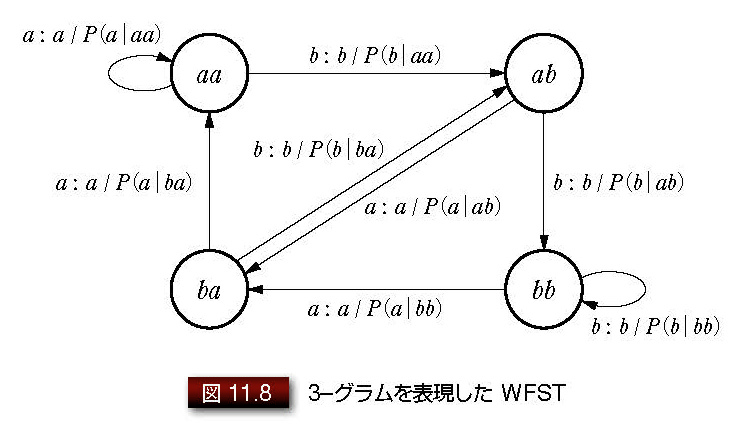 a : a / P(a | aa)
aa
b : b / P(b | aa)
ab
b : b / P(b | ba)
a : a / P(a | ba)
a : a / P(a | ab)
b : b / P(b | ab)
ba
a : a / P(a | bb)
bb
b : b / P(b | bb)
図 11.8 3-グラムを表現した WFST